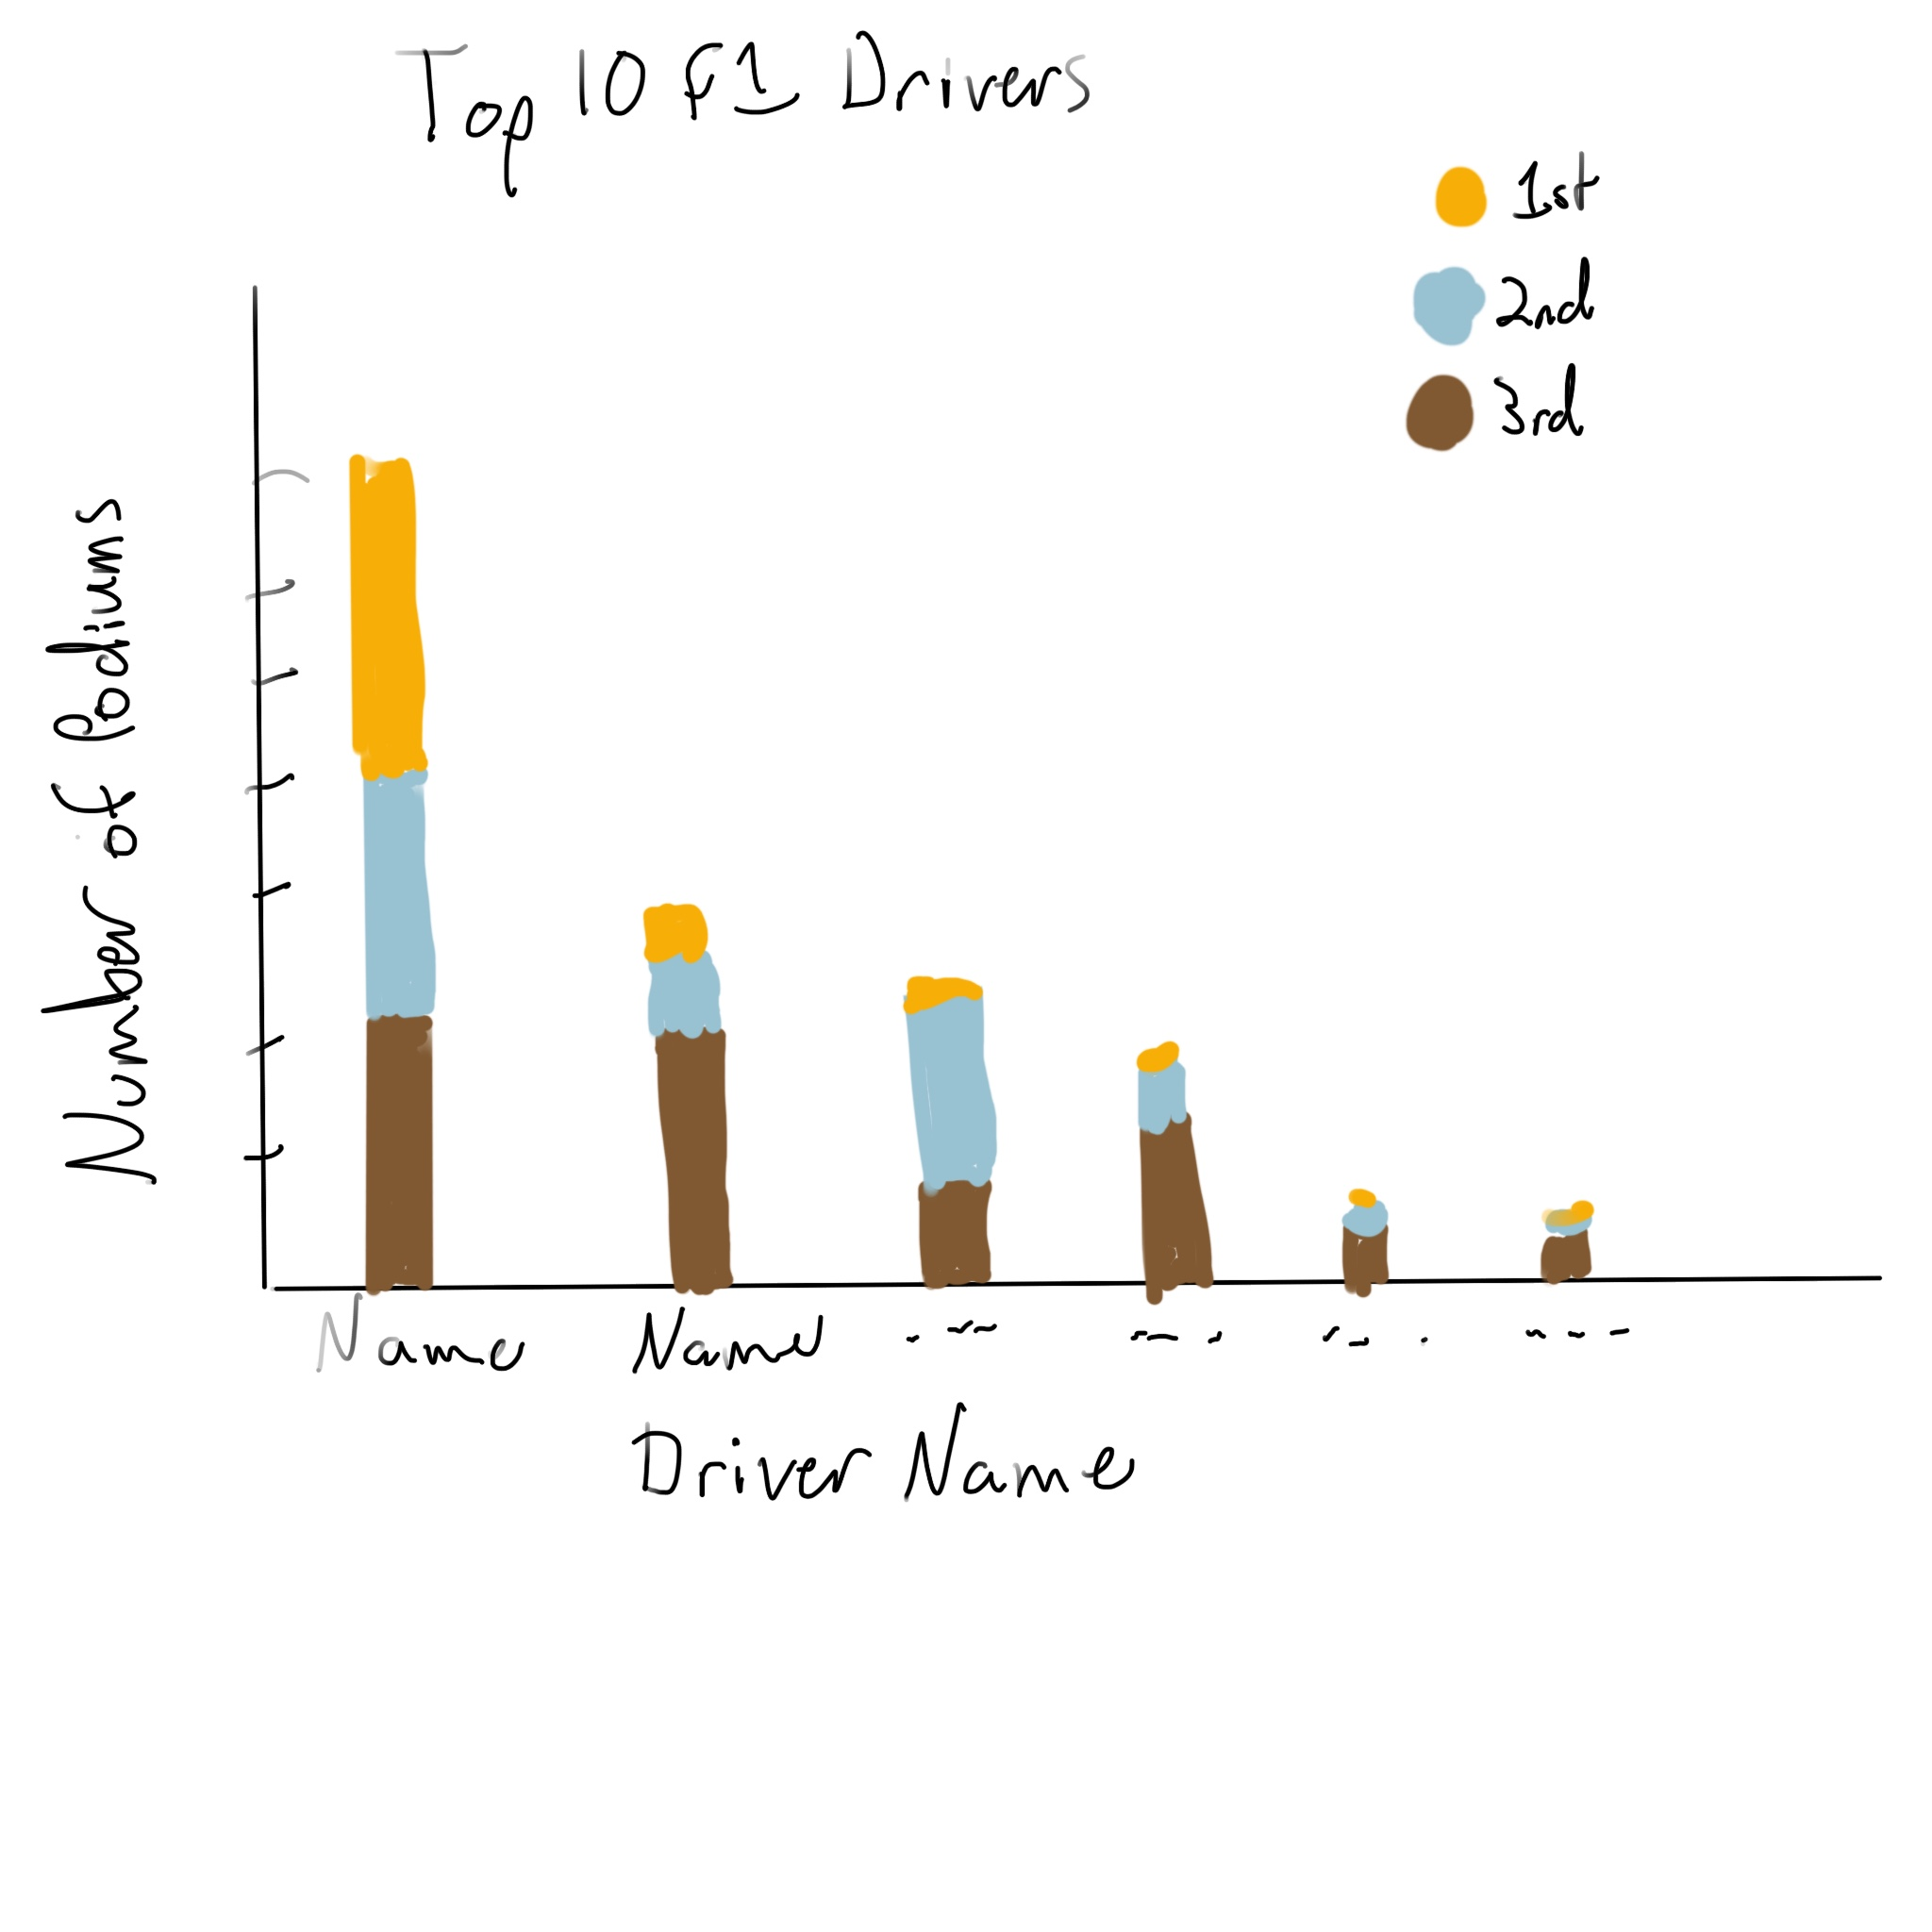 Top 10 F1 Drivers
1st
2nd
3rd
Number of Podiums
Name
Name
Driver Name